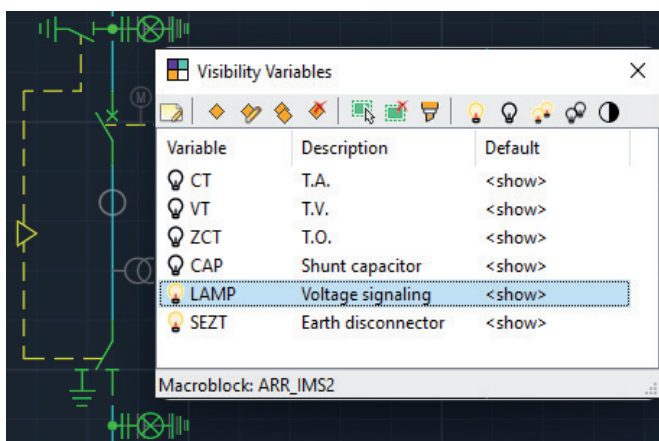 Visibility Variables
M
Variable Description Default
CT T.A. <show>
VT T.V. <show>
ZCT T.O. <show>
CAP Shunt capacitor <show>
LAMP Voltage signaling <show>
SEZT Earth disconnector <show>
Macroblock: ARR_IMS2